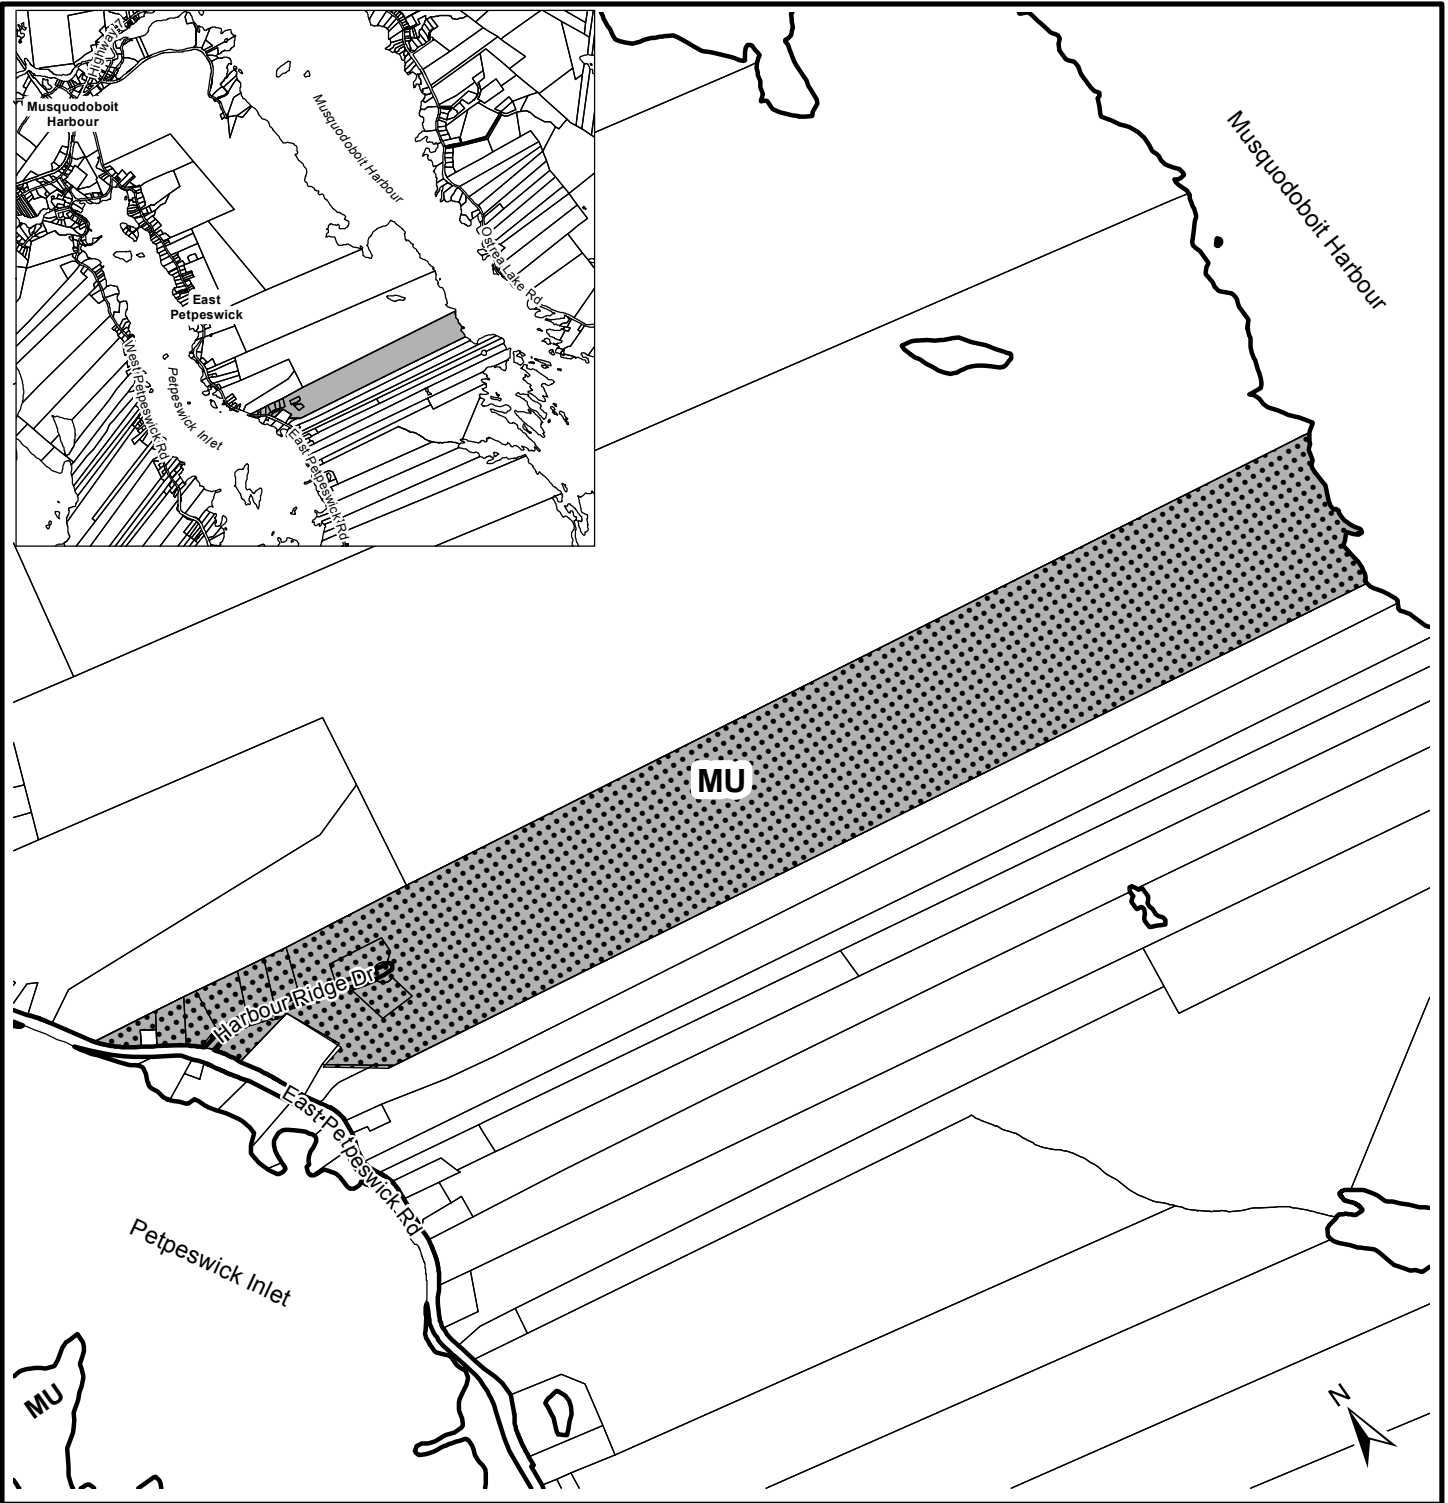 Highway 7
Musquodoboit
Harbour
Musquodoboit Harbour
Ostrea Lake Rd
East
Petpeswick
West Petpeswick Rd
Petpeswick Inlet
East Petpeswick Rd
Musquodoboit Harbour
MU
Harbour Ridge Dr
East Petpeswick Rd
Petpeswick Inlet
MU
N